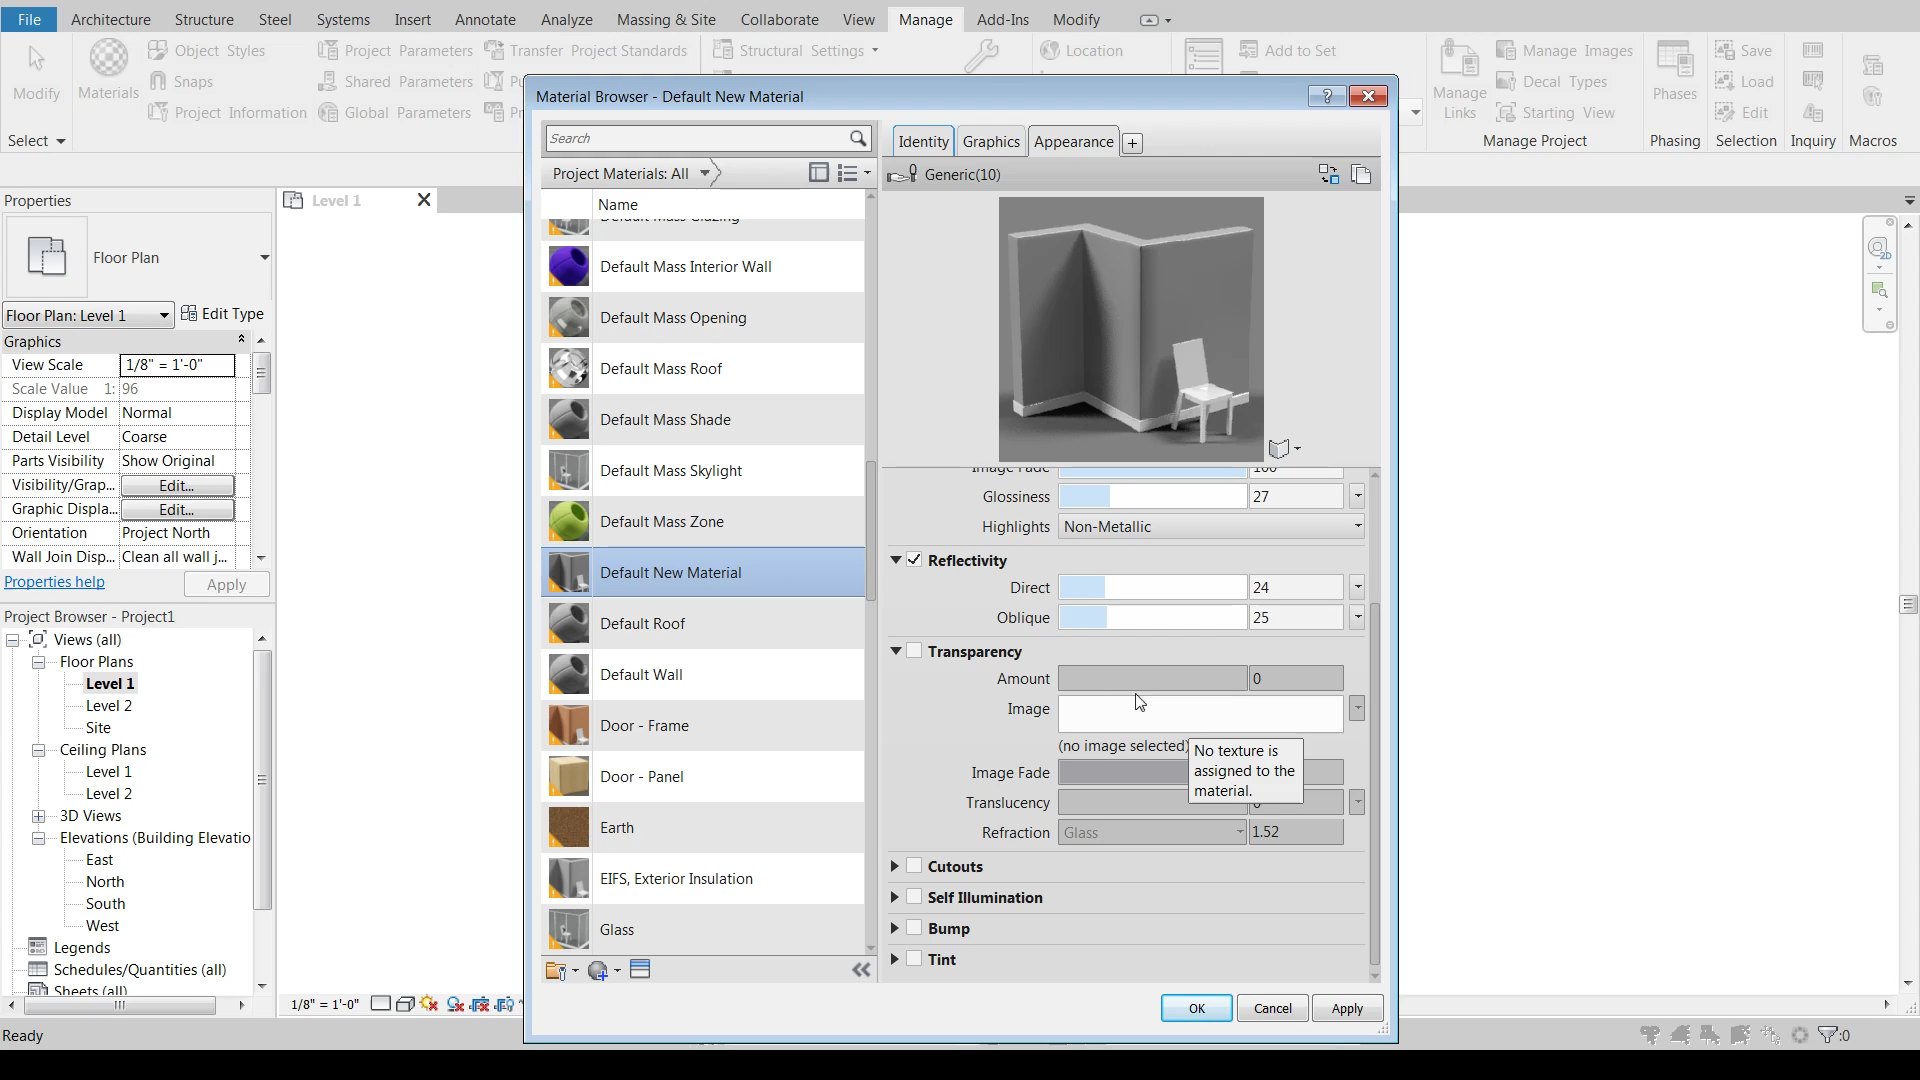 File Architecture Structure Steel Systems Insert Annotate Analyze Massing & Site Collaborate View Manage Add-Ins Modify
Object Styles Project Parameters Transfer Project Standards Structural Settings Location Add to Set Manage Images Save
Snaps Shared Parameters Decal Types Load
Modify Materials Manage Links Phases
Project Information Global Parameters Starting View Edit
Select Manage Project Phasing Selection Inquiry Macros
Material Browser - Default New Material
Search
Project Materials: All
Name
Default Mass Glazing
Default Mass Interior Wall
Default Mass Opening
Default Mass Roof
Default Mass Shade
Default Mass Skylight
Default Mass Zone
Default New Material
Default Roof
Default Wall
Door - Frame
Door - Panel
Earth
EIFS, Exterior Insulation
Glass
Identity Graphics Appearance
Generic(10)
Image Fade 100
Glossiness 27
Highlights Non-Metallic
Reflectivity
Direct 24
Oblique 25
Transparency
Amount 0
Image
(no image selected)
No texture is
assigned to the
material.
Image Fade
Translucency 0
Refraction Glass 1.52
Cutouts
Self Illumination
Bump
Tint
OK Cancel Apply
Properties
Floor Plan
Floor Plan: Level 1 Edit Type
Graphics
View Scale 1/8" = 1'-0"
Scale Value 1: 96
Display Model Normal
Detail Level Coarse
Parts Visibility Show Original
Visibility/Grap... Edit...
Graphic Displa... Edit...
Orientation Project North
Wall Join Disp... Clean all wall j...
Properties help Apply
Project Browser - Project1
Views (all)
Floor Plans
Level 1
Level 2
Site
Ceiling Plans
Level 1
Level 2
3D Views
Elevations (Building Elevatio
East
North
South
West
Legends
Schedules/Quantities (all)
Sheets (all)
Level 1
2D
1/8" = 1'-0"
Ready
:0